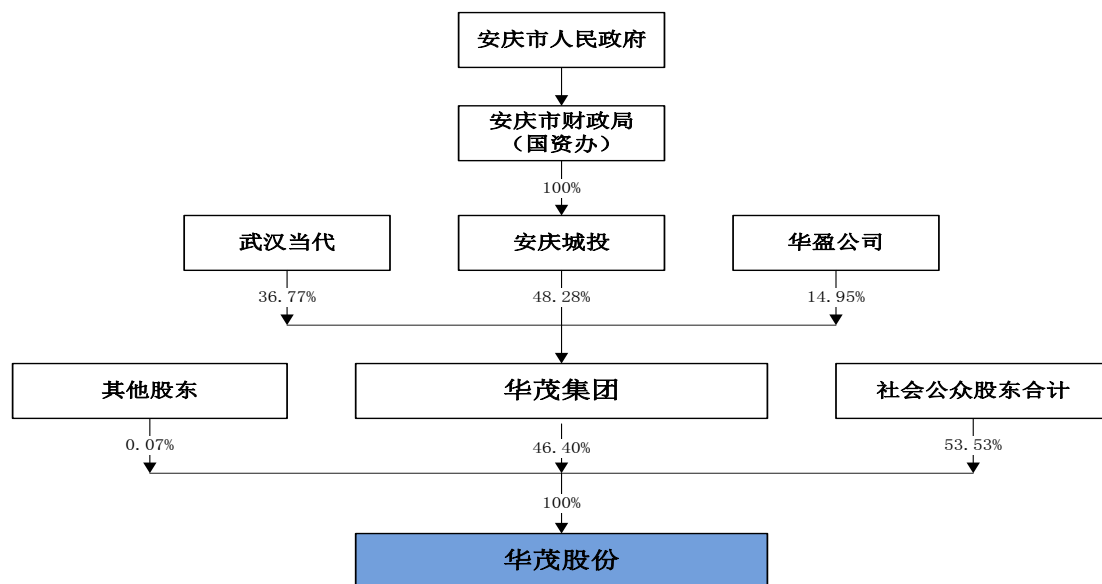 安庆市人民政府
安庆市财政局
（国资办）
100%
武汉当代
安庆城投
华盈公司
36.77%
48.28%
14.95%
其他股东
华茂集团
社会公众股东合计
0.07%
46.40%
53.53%
100%
华茂股份